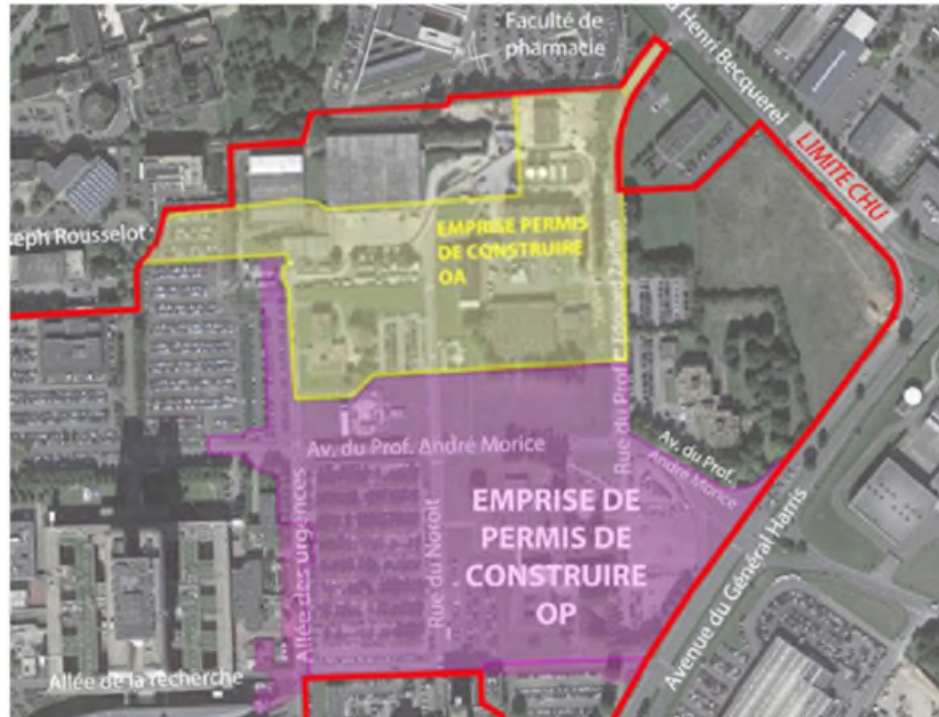 Faculté de
pharmacie
Henri Becquerel
LIMITE CHU
eph Rousselot
EMPRISE PERMIS
DE CONSTRUIRE
OA
Rue du Prof
Av. du Prof. André Morice
Av. du Prof.
André Morice
EMPRISE DE
PERMIS DE
CONSTRUIRE
OP
Allée des urgences
Rue du Noroit
Avenue du Général Harris
Allée de la recherche